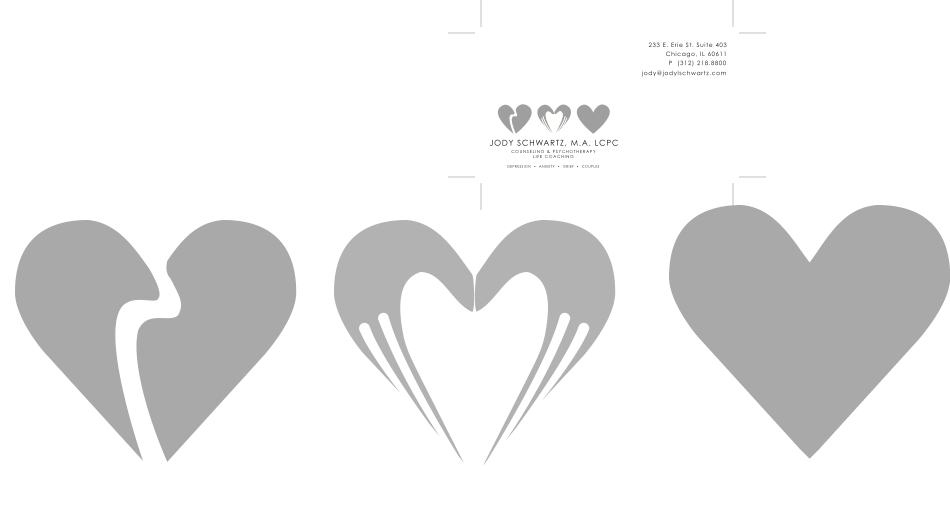 233 E. Erie St. Suite 403
Chicago, IL 60611
P (312) 218.8800
jody@jodylschwartz.com
JODY SCHWARTZ, M.A. LCPC
COUNSELING & PSYCHOTHERAPY
LIFE COACHING
DEPRESSION • ANXIETY • GRIEF • COUPLES